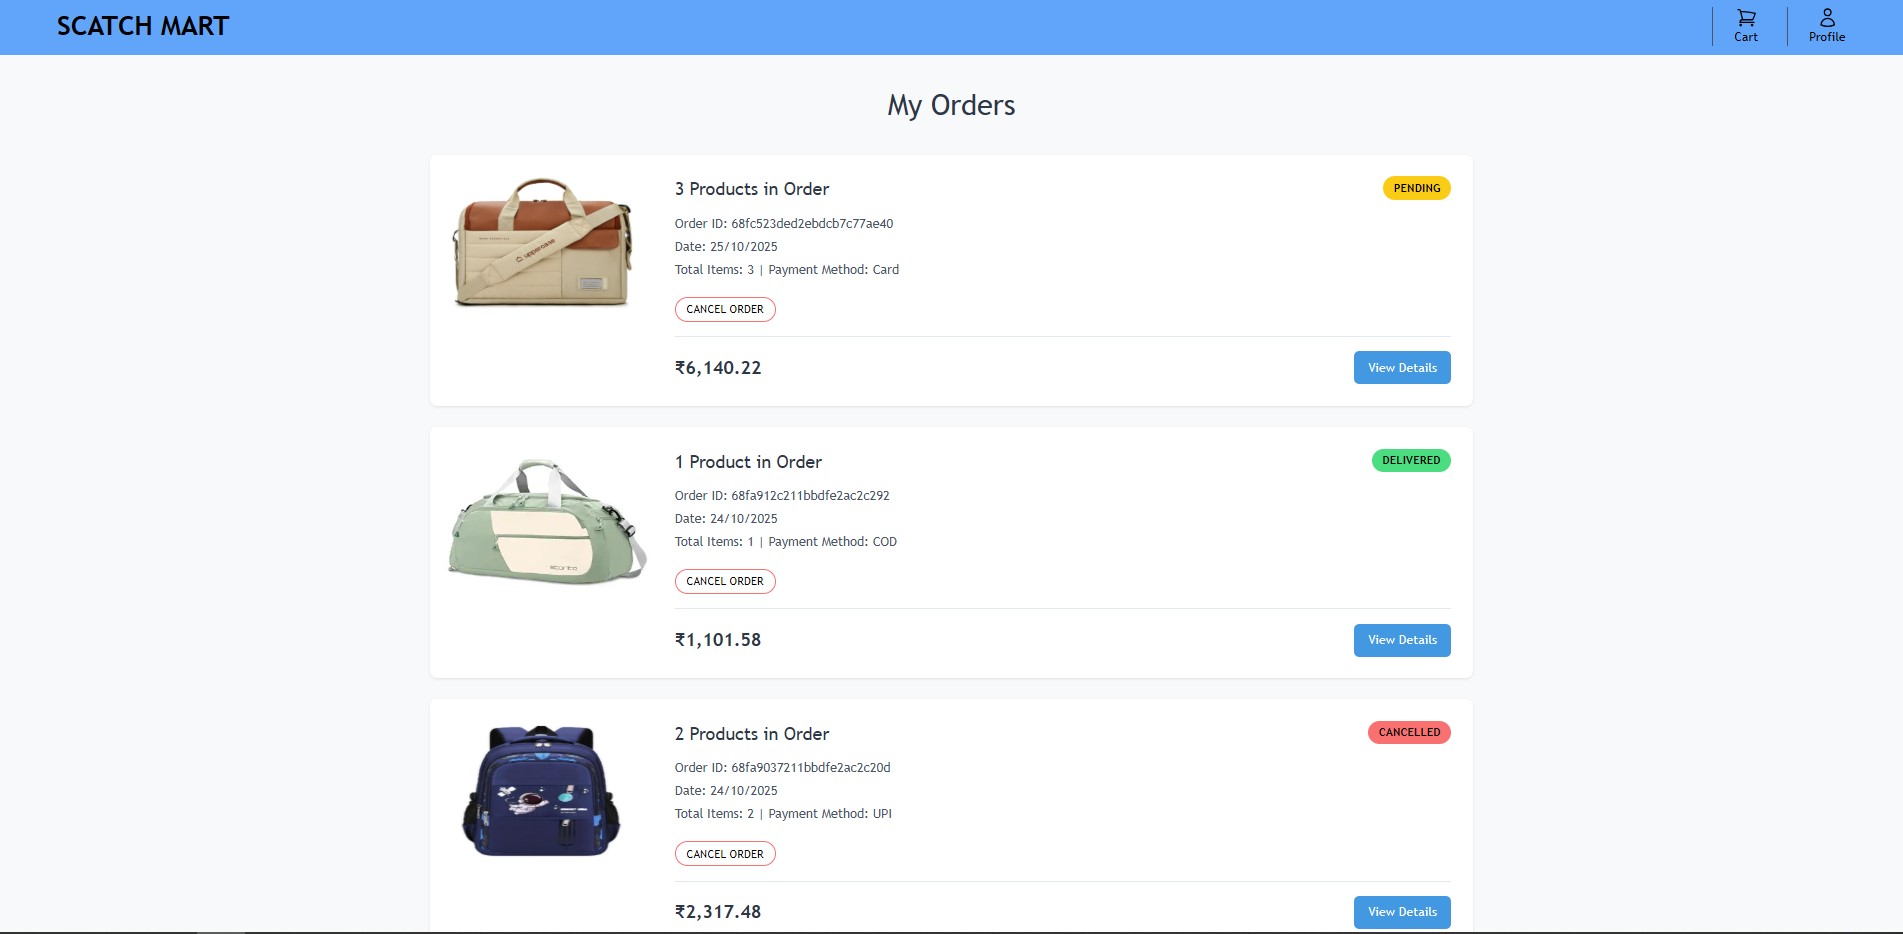 SCATCH MART
Cart
Profile
My Orders
uppercase
3 Products in Order
PENDING
Order ID: 68fc523ded2ebdcb7c77ae40
Date: 25/10/2025
Total Items: 3 | Payment Method: Card
CANCEL ORDER
₹6,140.22
View Details
1 Product in Order
DELIVERED
Order ID: 68fa912c211bbdfe2ac2c292
Date: 24/10/2025
Total Items: 1 | Payment Method: COD
CANCEL ORDER
₹1,101.58
View Details
2 Products in Order
CANCELLED
Order ID: 68fa9037211bbdfe2ac2c20d
Date: 24/10/2025
Total Items: 2 | Payment Method: UPI
CANCEL ORDER
₹2,317.48
View Details